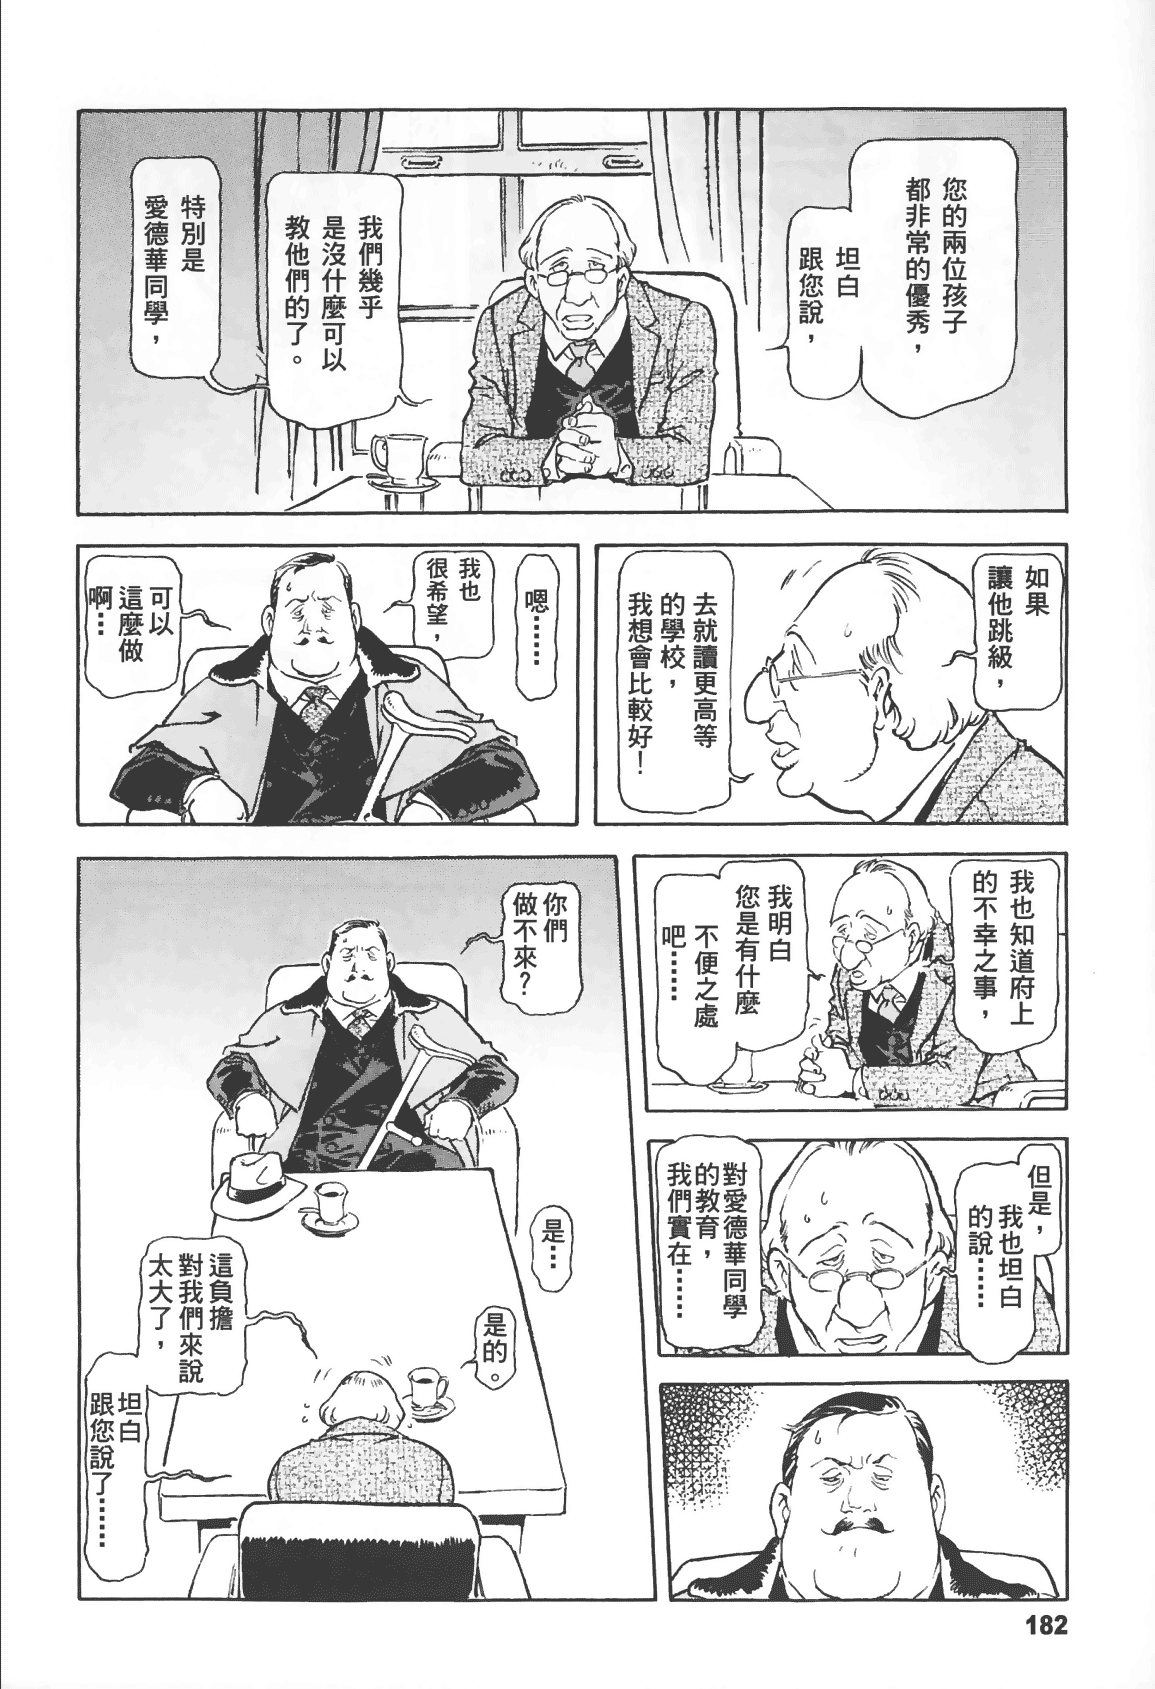 您的兩位孩子
都非常的優秀，
坦白
跟您說，
我們幾乎
是沒什麼可以
教他們的了。
特別是
愛德華同學，
如果
讓他跳級，
去就讀更高等
的學校，
我想會比較好！
嗯……
我也
很希望，
可以
這麼做
啊…
我也知道府上
的不幸之事，
我明白
您是有什麼
不便之處
吧……
但是，
我也坦白
的說……
對愛德華同學
的教育，
我們實在……
你們
做不來？
是…
是的。
這負擔
對我們來說
太大了，
坦白
跟您說了……
182